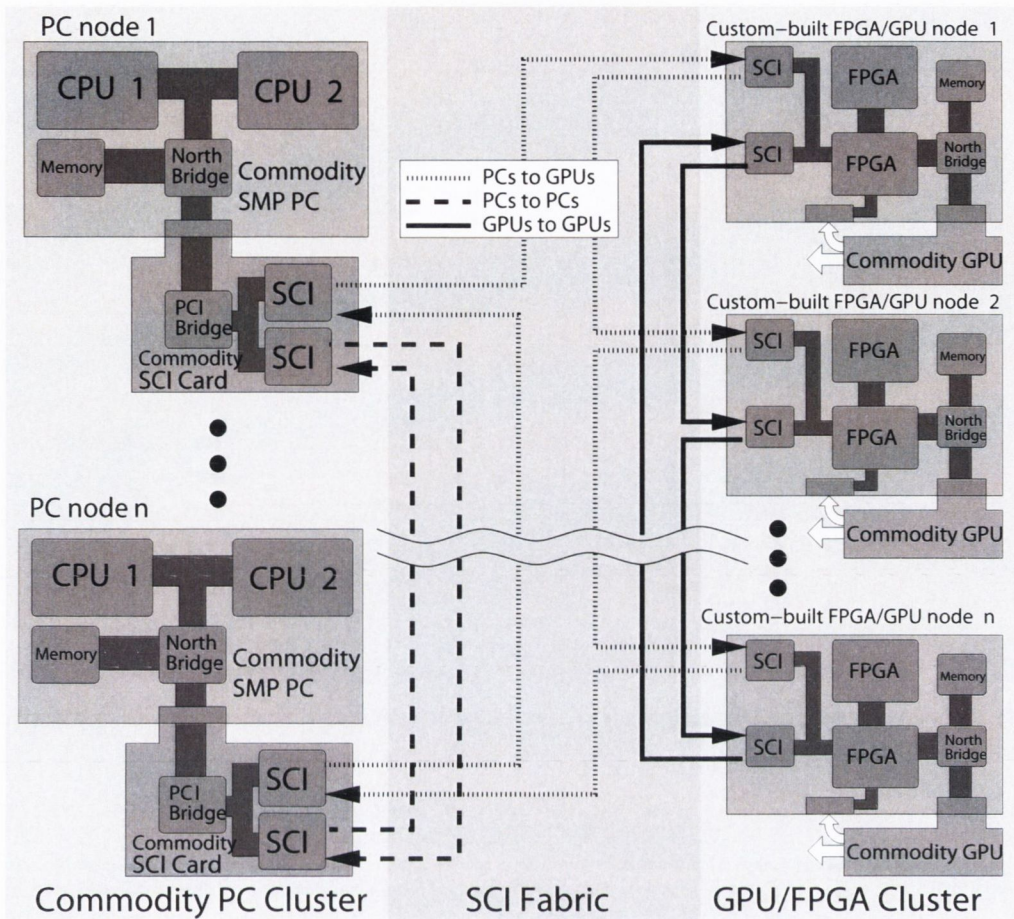 PC node 1
CPU 1
CPU 2
Memory
North
Bridge
Commodity
SMP PC
PCI
Bridge
SCI
SCI
Commodity
SCI Card
PC node n
CPU 1
CPU 2
Memory
North
Bridge
Commodity
SMP PC
PCI
Bridge
SCI
SCI
Commodity
SCI Card
Commodity PC Cluster
PCs to GPUs
PCs to PCs
GPUs to GPUs
SCI Fabric
Custom-built FPGA/GPU node 1
SCI
FPGA
Memory
SCI
FPGA
North
Bridge
Commodity GPU
Custom-built FPGA/GPU node 2
SCI
FPGA
Memory
SCI
FPGA
North
Bridge
Commodity GPU
Custom-built FPGA/GPU node n
SCI
FPGA
Memory
SCI
FPGA
North
Bridge
Commodity GPU
GPU/FPGA Cluster